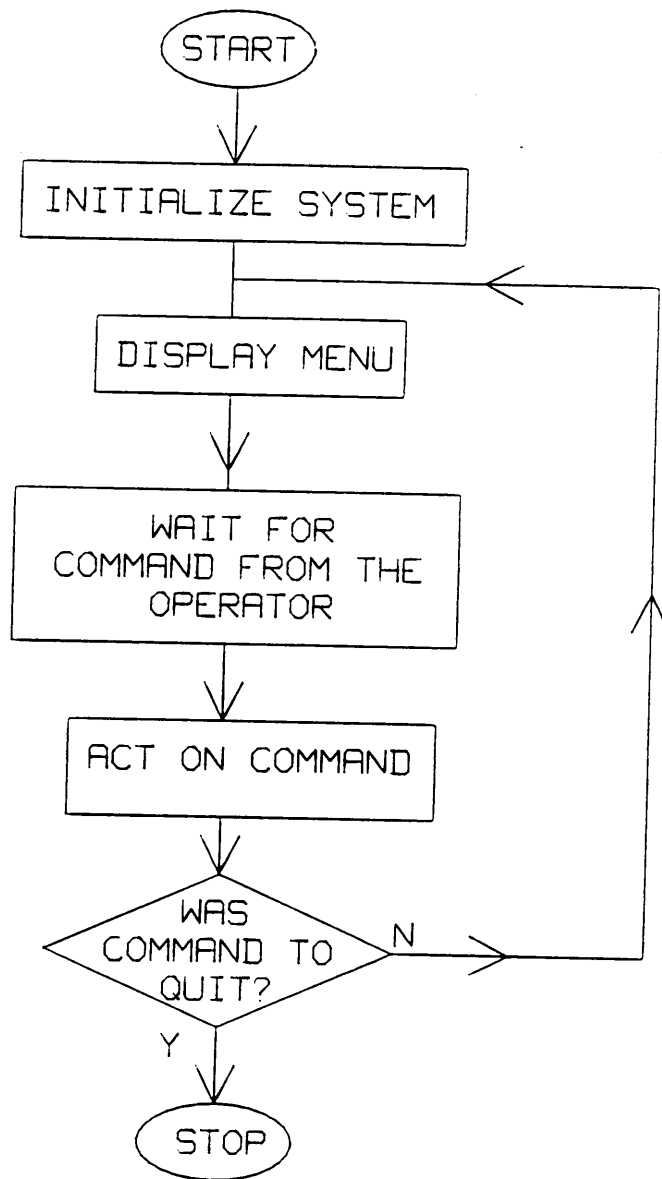 START
INITIALIZE SYSTEM
DISPLAY MENU
WAIT FOR
COMMAND FROM THE
OPERATOR
ACT ON COMMAND
WAS
COMMAND TO
QUIT?
N
Y
STOP